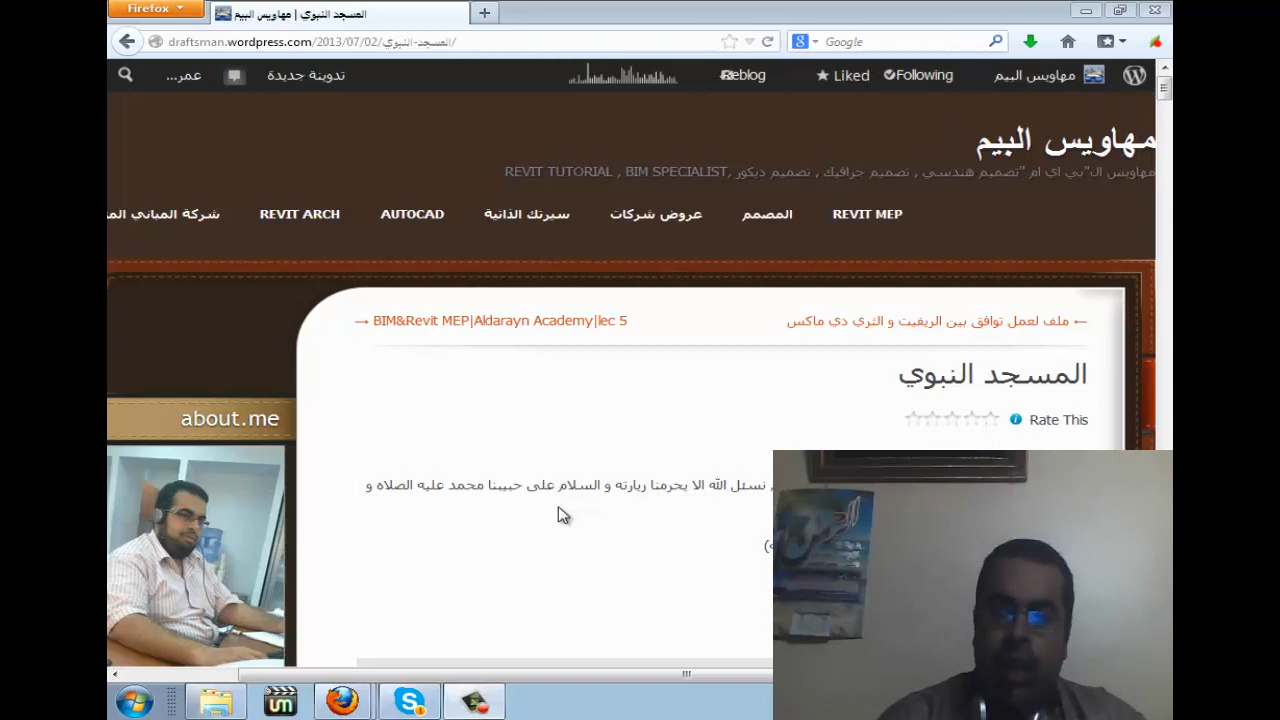 Firefox
المسجد النبوي | مهاويس البيم
draftsman.wordpress.com/2013/07/02/المسجد-النبوي/
Google
مهاويس البيم
Following
Liked
Reblog
تدوينة جديدة
عمر...
مهاويس البيم
مهاويس ال"بي اي ام "تصميم هندسي , تصميم جرافيك , تصميم ديكور ,REVIT TUTORIAL , BIM SPECIALIST
REVIT MEP
المصمم
عروض شركات
سيرتك الذاتية
AUTOCAD
REVIT ARCH
شركة المباني
← ملف لعمل توافق بين الريفيت و الثري دي ماكس
BIM&Revit MEP|Aldarayn Academy|lec 5 →
المسجد النبوي
Rate This
about.me
, نسئل الله الا يحرمنا زيارته و السلام على حبيبنا محمد عليه الصلاه و